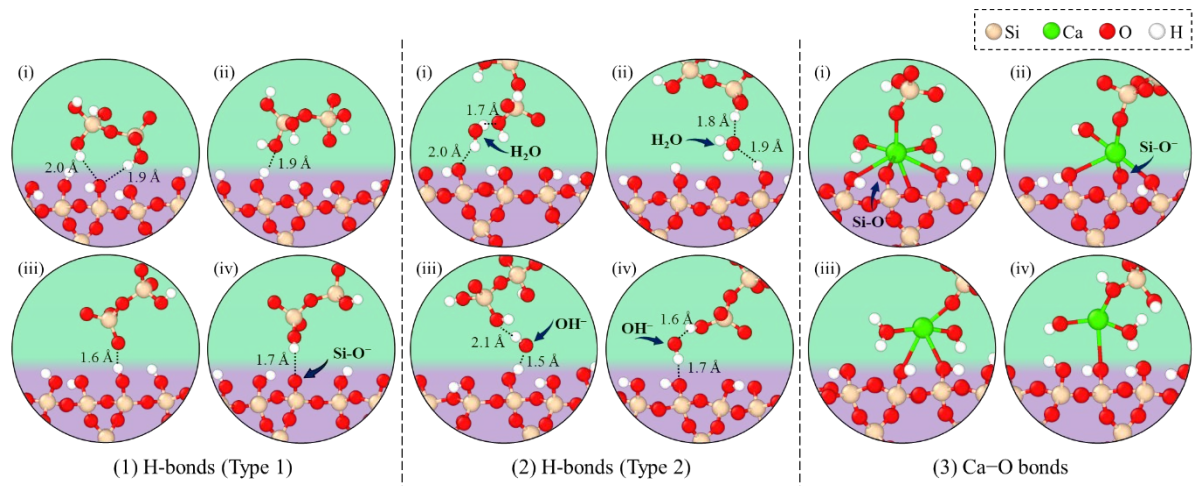 Si Ca O H
(i) (ii) (i) (ii) (i) (ii)
2.0 Å 1.9 Å
1.9 Å
1.7 Å
2.0 Å
H₂O
1.8 Å
H₂O
1.9 Å
Si-O
Si-O⁻
(iii) (iv) (iii) (iv) (iii) (iv)
1.6 Å
1.7 Å
Si-O⁻
2.1 Å
OH⁻
1.5 Å
OH⁻
1.6 Å
1.7 Å
(1) H-bonds (Type 1) (2) H-bonds (Type 2) (3) Ca−O bonds